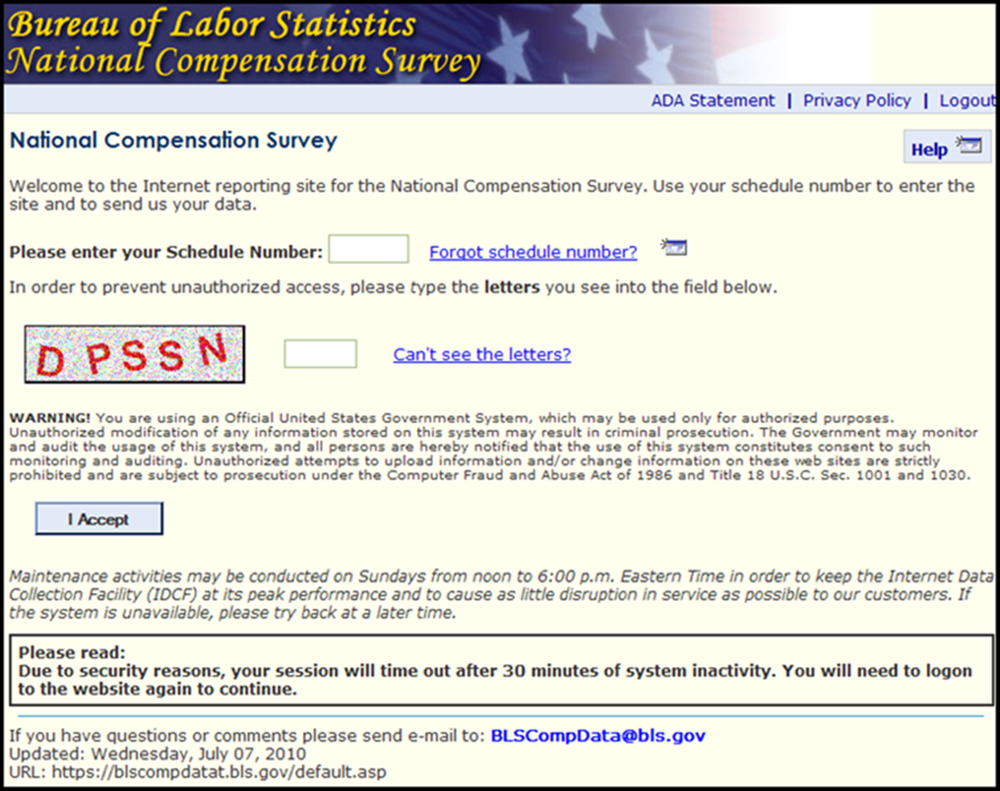 Bureau of Labor Statistics
National Compensation Survey
ADA Statement | Privacy Policy | Logout
National Compensation Survey
Help
Welcome to the Internet reporting site for the National Compensation Survey. Use your schedule number to enter the
site and to send us your data.
Please enter your Schedule Number: Forgot schedule number?
In order to prevent unauthorized access, please type the letters you see into the field below.
D P S S N
Can't see the letters?
WARNING! You are using an Official United States Government System, which may be used only for authorized purposes.
Unauthorized modification of any information stored on this system may result in criminal prosecution. The Government may monitor
and audit the usage of this system, and all persons are hereby notified that the use of this system constitutes consent to such
monitoring and auditing. Unauthorized attempts to upload information and/or change information on these web sites are strictly
prohibited and are subject to prosecution under the Computer Fraud and Abuse Act of 1986 and Title 18 U.S.C. Sec. 1001 and 1030.
I Accept
Maintenance activities may be conducted on Sundays from noon to 6:00 p.m. Eastern Time in order to keep the Internet Data
Collection Facility (IDCF) at its peak performance and to cause as little disruption in service as possible to our customers. If
the system is unavailable, please try back at a later time.
Please read:
Due to security reasons, your session will time out after 30 minutes of system inactivity. You will need to logon
to the website again to continue.
If you have questions or comments please send e-mail to: BLSCompData@bls.gov
Updated: Wednesday, July 07, 2010
URL: https://blscompdatat.bls.gov/default.asp